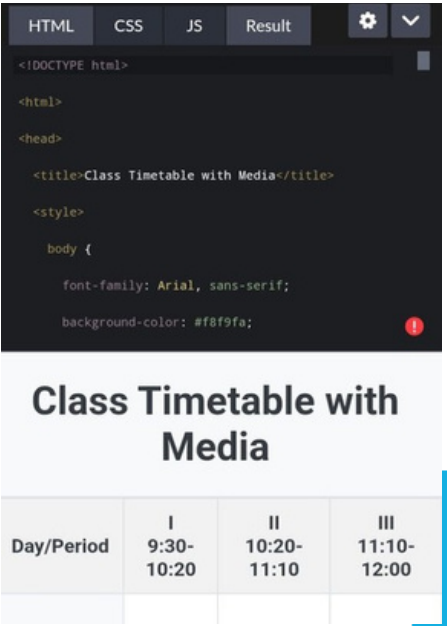 HTML CSS JS Result
<!DOCTYPE html>
<html>
<head>
<title>Class Timetable with Media</title>
<style>
body {
font-family: Arial, sans-serif;
background-color: #f8f9fa;
Class Timetable with
Media
Day/Period
I
9:30-
10:20
II
10:20-
11:10
III
11:10-
12:00